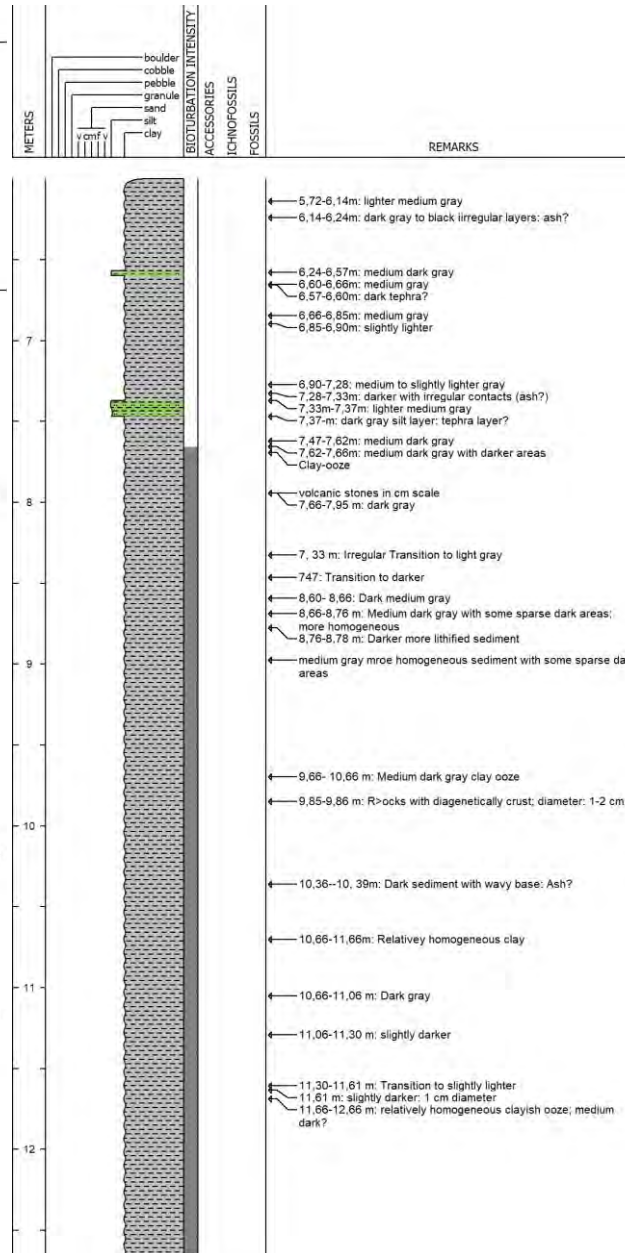 METERS
boulder
cobble
pebble
granule
sand
silt
clay
v cmf v
BIOTURBATION INTENSITY
ACCESSORIES
ICHNOFOSSILS
FOSSILS
REMARKS
5,72-6,14m: lighter medium gray
6,14-6,24m: dark gray to black iirregular layers: ash?
6,24-6,57m: medium dark gray
6,60-6,66m: medium gray
6,57-6,60m: dark tephra?
6,66-6,85m: medium gray
6,85-6,90m: slightly lighter
7
6,90-7,28: medium to slightly lighter gray
7,28-7,33m: darker with irregular contacts (ash?)
7,33m-7,37m: lighter medium gray
7,37-m: dark gray silt layer: tephra layer?
7,47-7,62m: medium dark gray
7,62-7,66m: medium dark gray with darker areas
Clay-ooze
volcanic stones in cm scale
7,66-7,95 m: dark gray
8
7, 33 m: Irregular Transition to light gray
747: Transition to darker
8,60- 8,66: Dark medium gray
8,66-8,76 m: Medium dark gray with some sparse dark areas;
more homogeneous
8,76-8,78 m: Darker more lithified sediment
medium gray mroe homogeneous sediment with some sparse da
areas
9
9,66- 10,66 m: Medium dark gray clay ooze
9,85-9,86 m: R>ocks with diagenetically crust; diameter: 1-2 cm
10
10,36--10, 39m: Dark sediment with wavy base: Ash?
10,66-11,66m: Relativey homogeneous clay
10,66-11,06 m: Dark gray
11
11,06-11,30 m: slightly darker
11,30-11,61 m: Transition to slightly lighter
11,61 m: slightly darker: 1 cm diameter
11,66-12,66 m: relatively homogeneous clayish ooze; medium
dark?
12